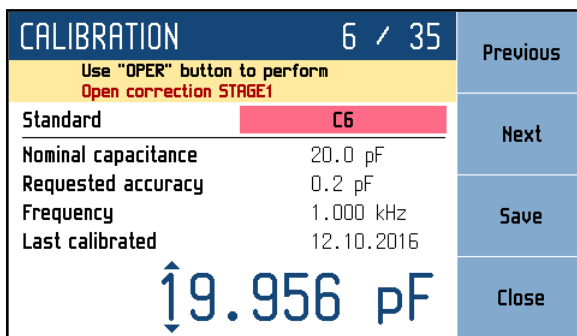 CALIBRATION 6 / 35
Use "OPER" button to perform
Open correction STAGE1
Standard C6
Nominal capacitance 20.0 pF
Requested accuracy 0.2 pF
Frequency 1.000 kHz
Last calibrated 12.10.2016
19.956 pF
Previous
Next
Save
Close